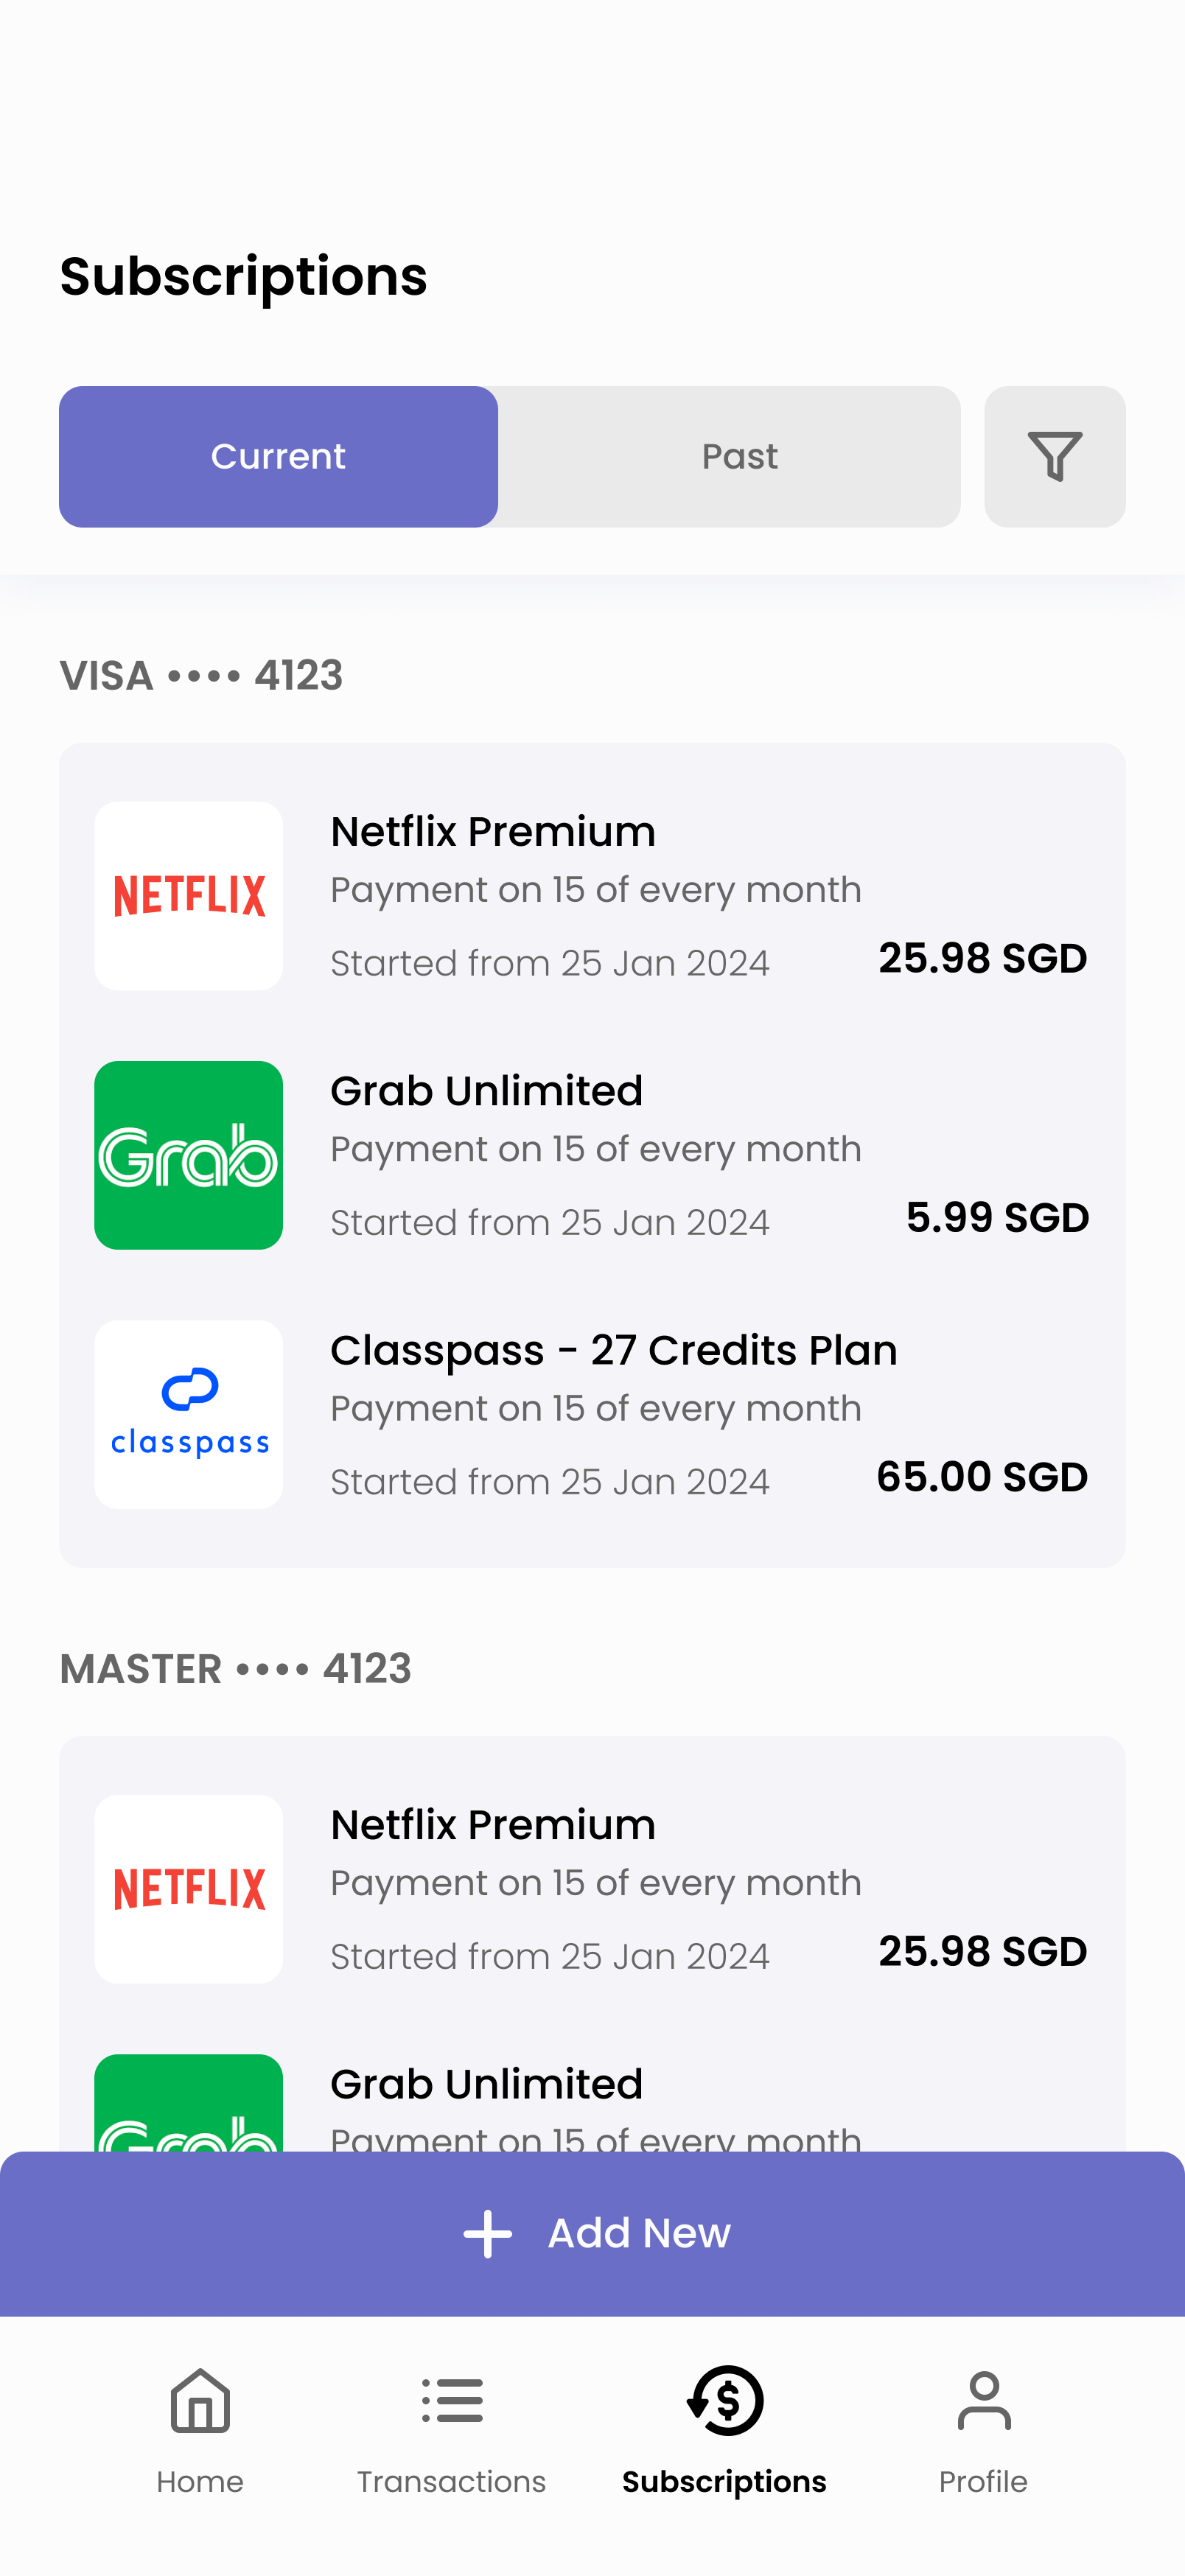 Subscriptions
Current
Past
VISA •••• 4123
NETFLIX
Netflix Premium
Payment on 15 of every month
Started from 25 Jan 2024
25.98 SGD
Grab
Grab Unlimited
Payment on 15 of every month
Started from 25 Jan 2024
5.99 SGD
classpass
Classpass - 27 Credits Plan
Payment on 15 of every month
Started from 25 Jan 2024
65.00 SGD
MASTER •••• 4123
NETFLIX
Netflix Premium
Payment on 15 of every month
Started from 25 Jan 2024
25.98 SGD
Grab
Grab Unlimited
Payment on 15 of every month
Add New
Home
Transactions
Subscriptions
Profile